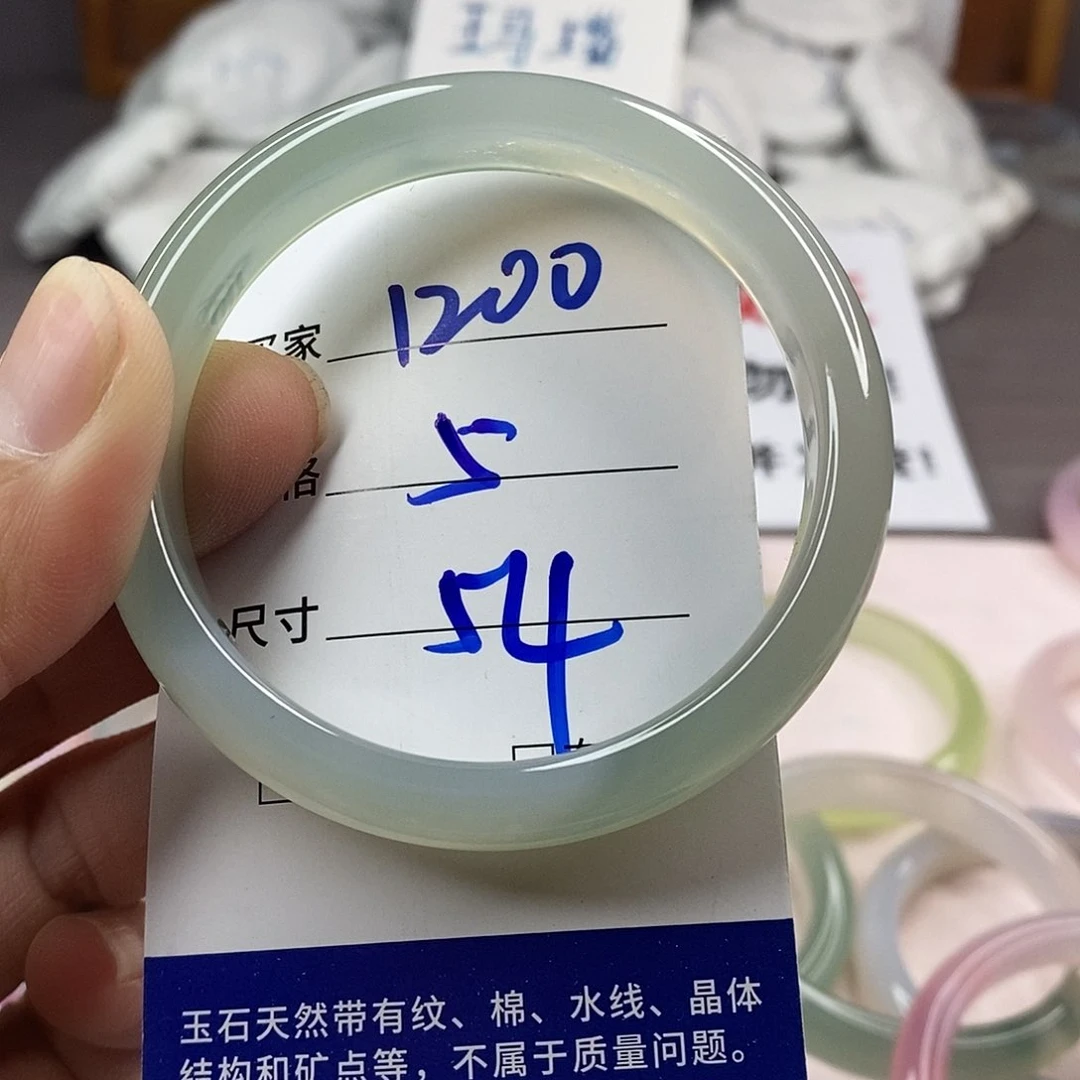 玛瑙
家 1200
格 5
尺寸 54
勿
玉石天然带有纹、棉、水线、晶体
结构和矿点等，不属于质量问题。